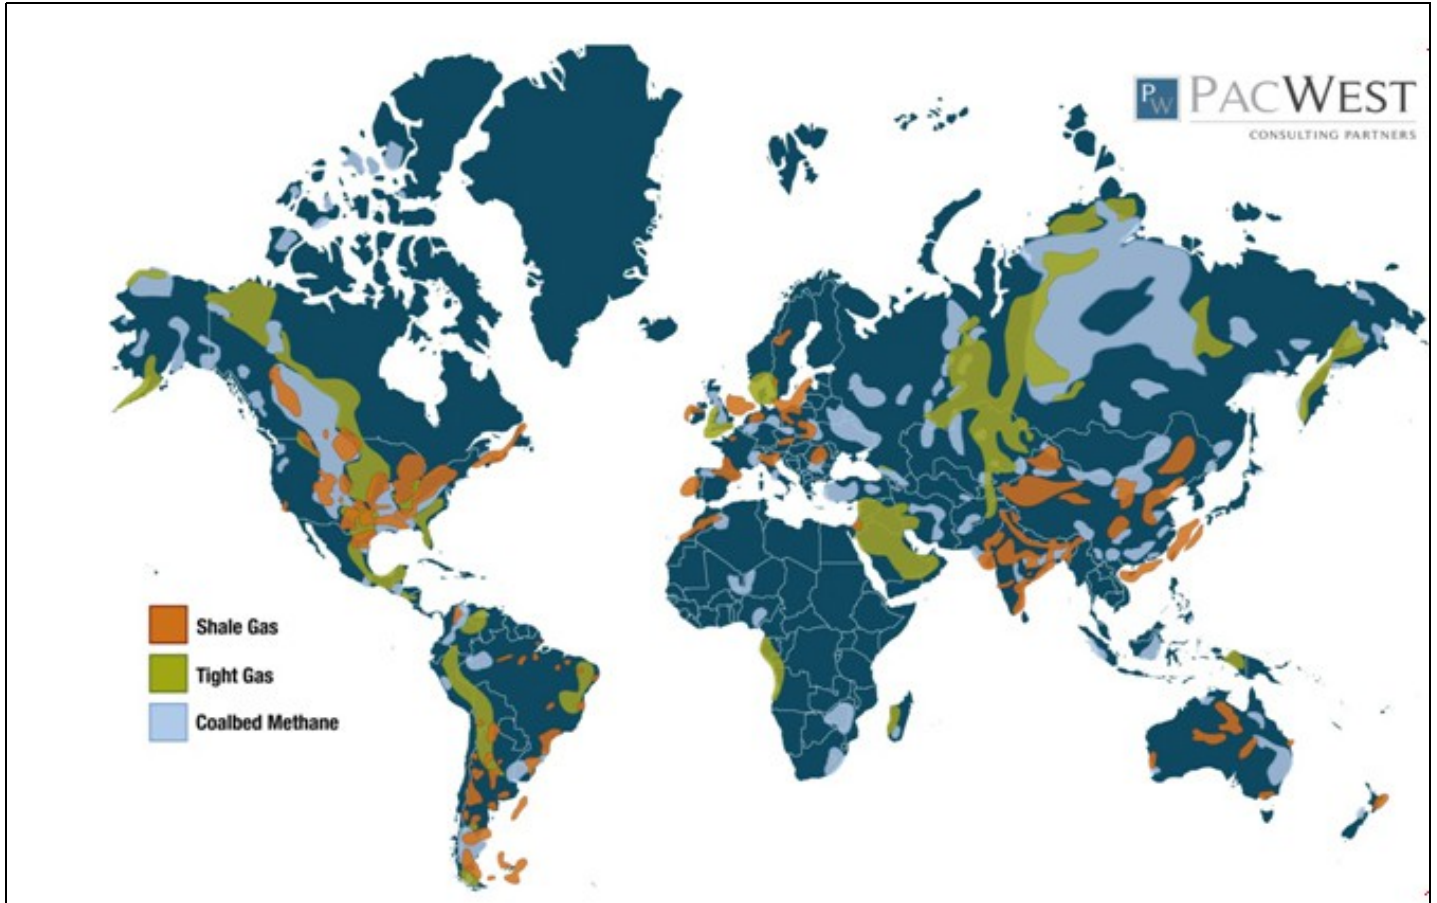 PW PACWEST
CONSULTING PARTNERS
Shale Gas
Tight Gas
Coalbed Methane